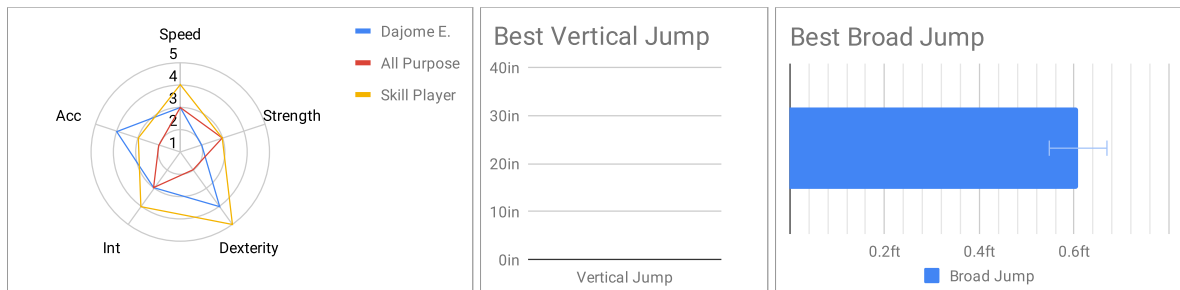 Speed
5
4
3
2
1
Acc
Strength
Int
Dexterity
Dajome E.
All Purpose
Skill Player
Best Vertical Jump
40in
30in
20in
10in
0in
Vertical Jump
Best Broad Jump
0.2ft 0.4ft 0.6ft
Broad Jump